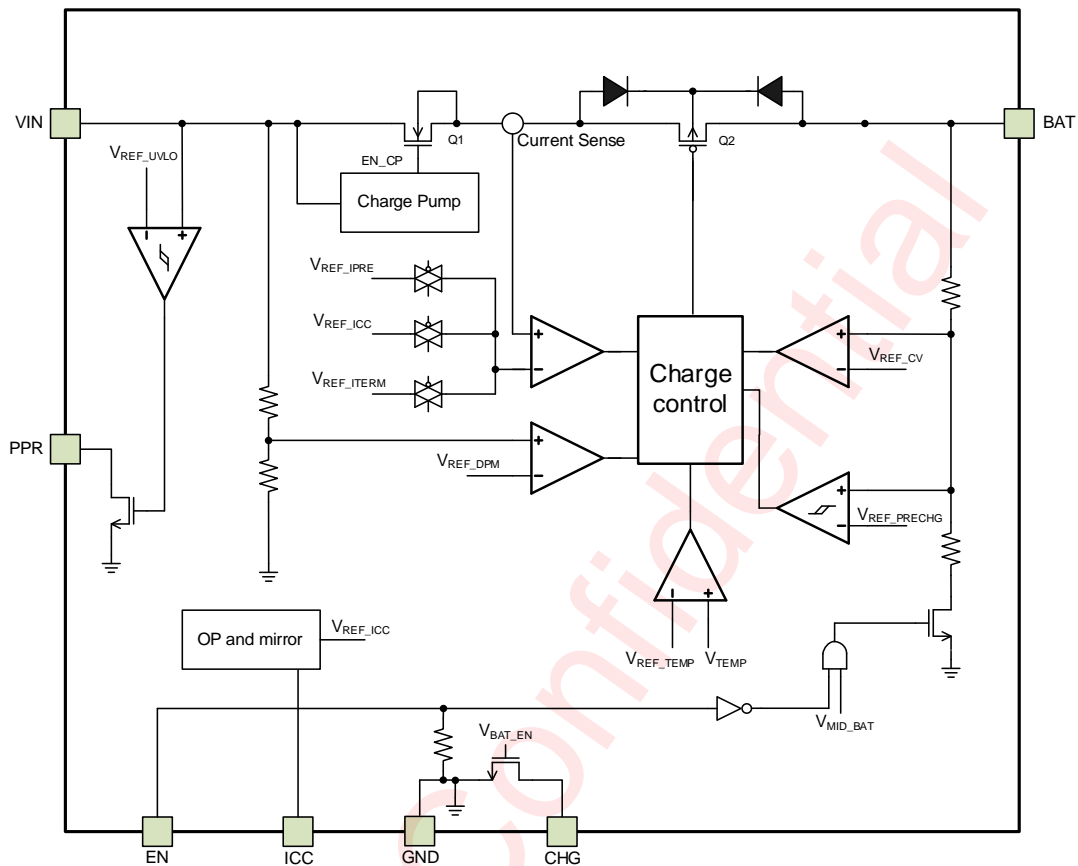 VIN
BAT
VREF_UVLO
Q1
Current Sense
Q2
EN_CP
Charge Pump
VREF_IPRE
VREF_ICC
VREF_ITERM
Charge
control
VREF_CV
PPR
VREF_DPM
VREF_PRECHG
OP and mirror
VREF_ICC
VREF_TEMP
VTEMP
VMID_BAT
VBAT_EN
EN
ICC
GND
CHG
Confidential